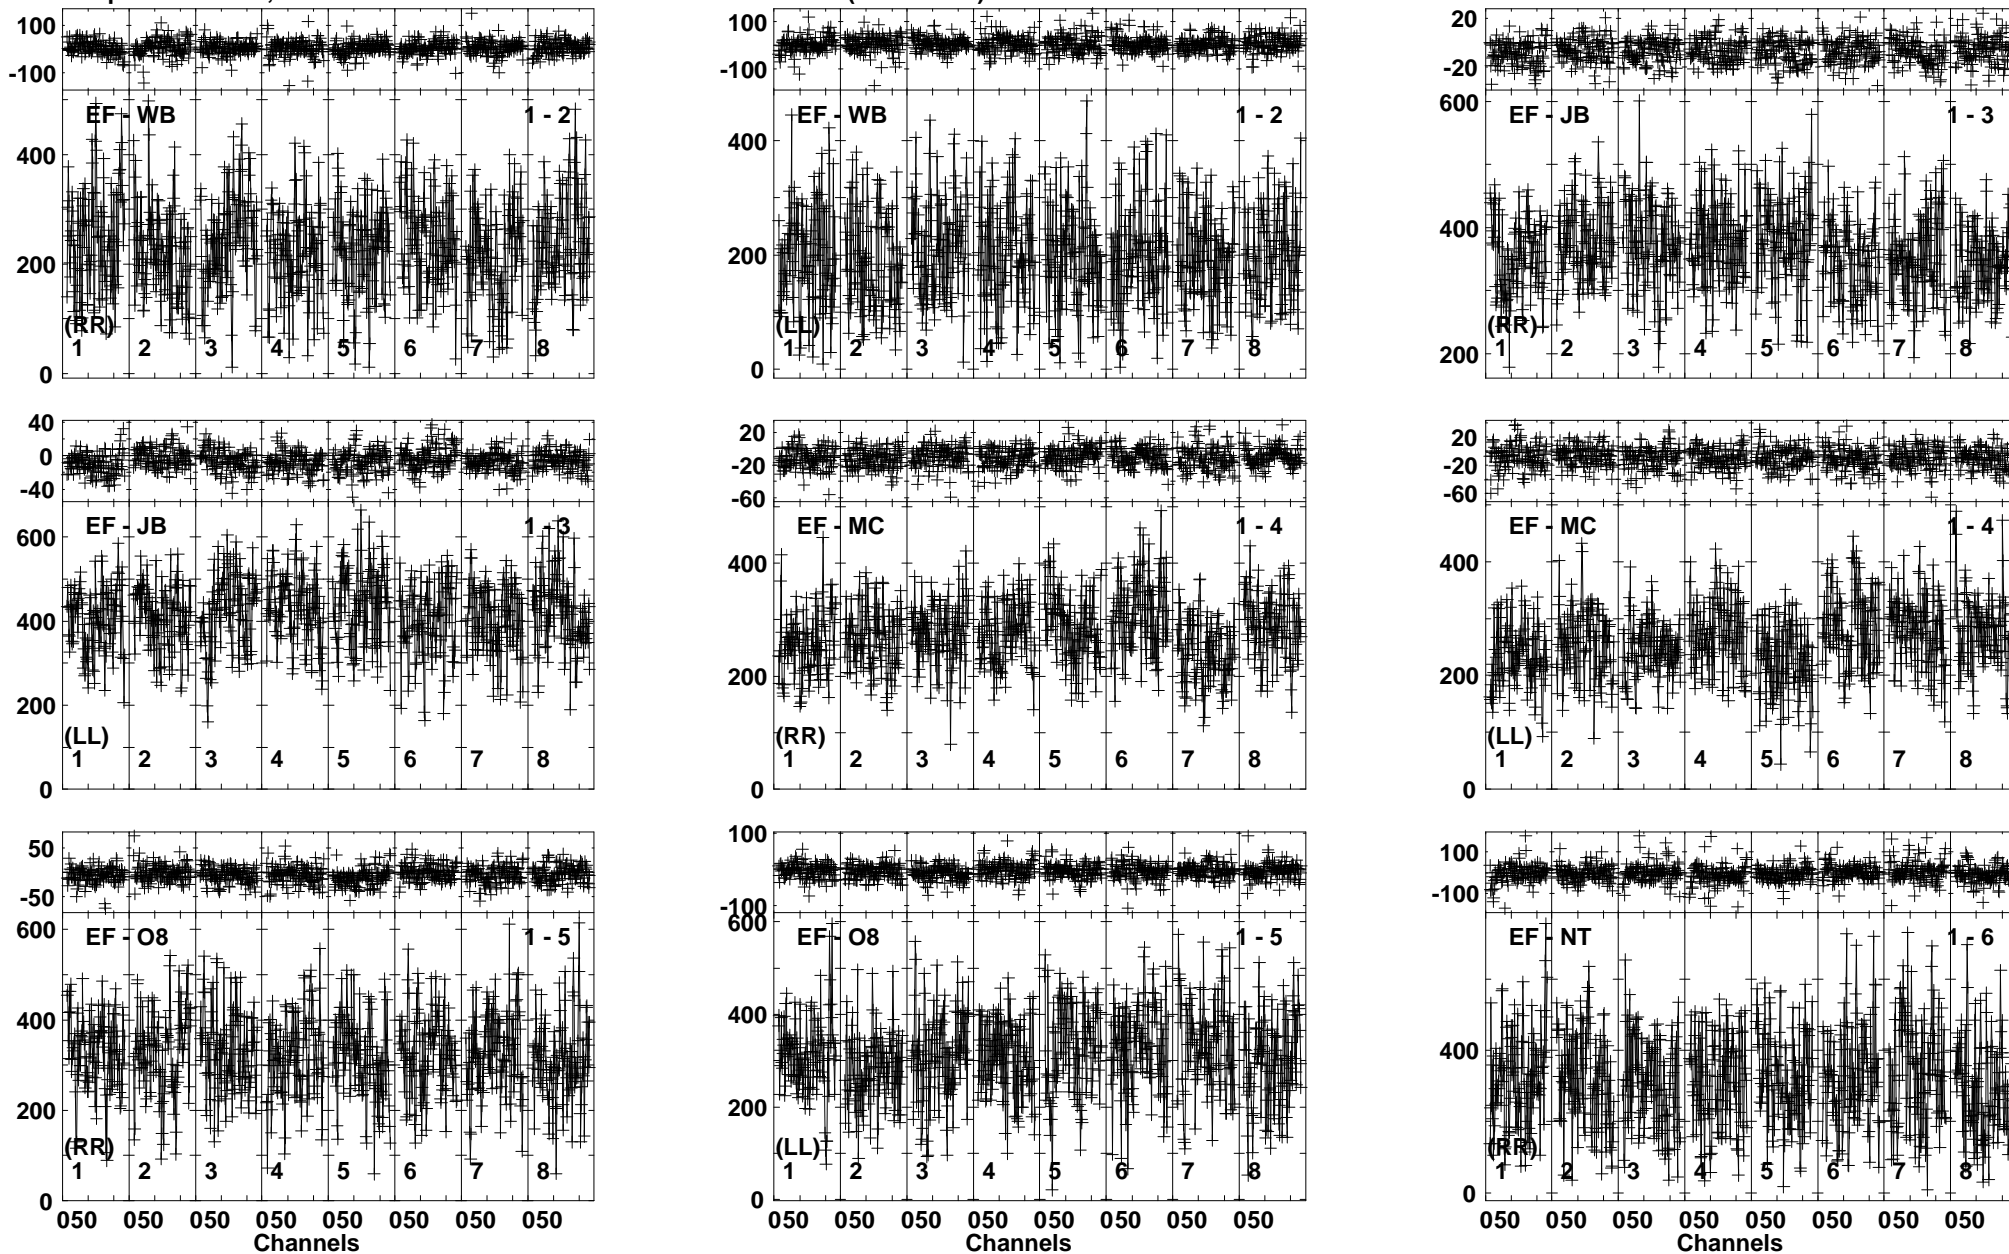 100 100 20
-100 -100 -20
EF - WB 1 - 2 EF - WB 1 - 2 600 EF - JB 1 - 3
400 400 400
200 200 200
0 0
(RR) (LL) (RR)
1 2 3 4 5 6 7 8 1 2 3 4 5 6 7 8 1 2 3 4 5 6 7 8
40 20 20
0 -20 -20
-40 -60 -60
600 EF - JB 1 - 3 EF - MC 1 - 4 EF - MC 1 - 4
400 400 400
200 200 200
(LL) (RR) (LL)
1 2 3 4 5 6 7 8 1 2 3 4 5 6 7 8 1 2 3 4 5 6 7 8
0 0 0
50 100 100
-50 -100 -100
600 EF - O8 1 - 5 600 EF - O8 1 - 5 EF - NT 1 - 6
400 400 400
200 200
(RR) (LL) (RR)
1 2 3 4 5 6 7 8 1 2 3 4 5 6 7 8 1 2 3 4 5 6 7 8
0 0 0
050 050 050 050 050 050 050 050 050 050 050 050 050 050 050 050 050 050 050 050 050 050 050 050
Channels Channels Channels